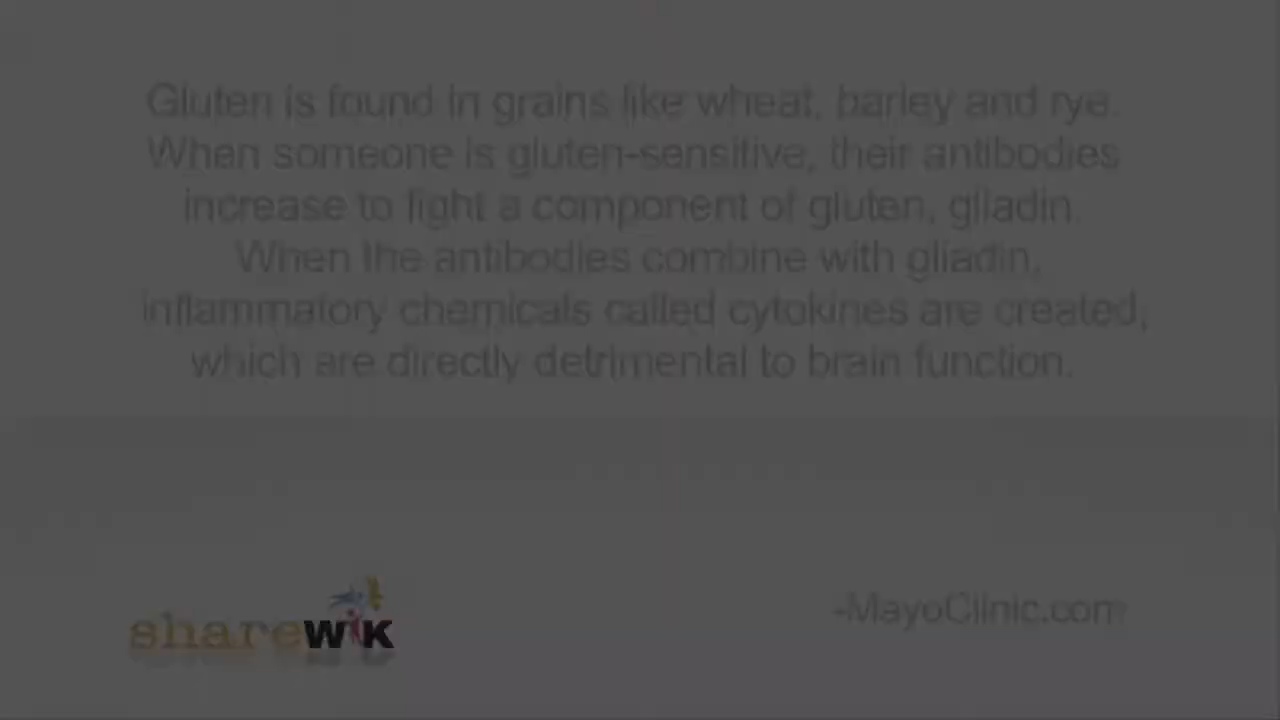 Gluten is found in grains like wheat, barley and rye.
When someone is gluten-sensitive, their antibodies
increase to fight a component of gluten, gliadin.
When the antibodies combine with gliadin,
inflammatory chemicals called cytokines are created,
which are directly detrimental to brain function.
-MayoClinic.com
sharewiK